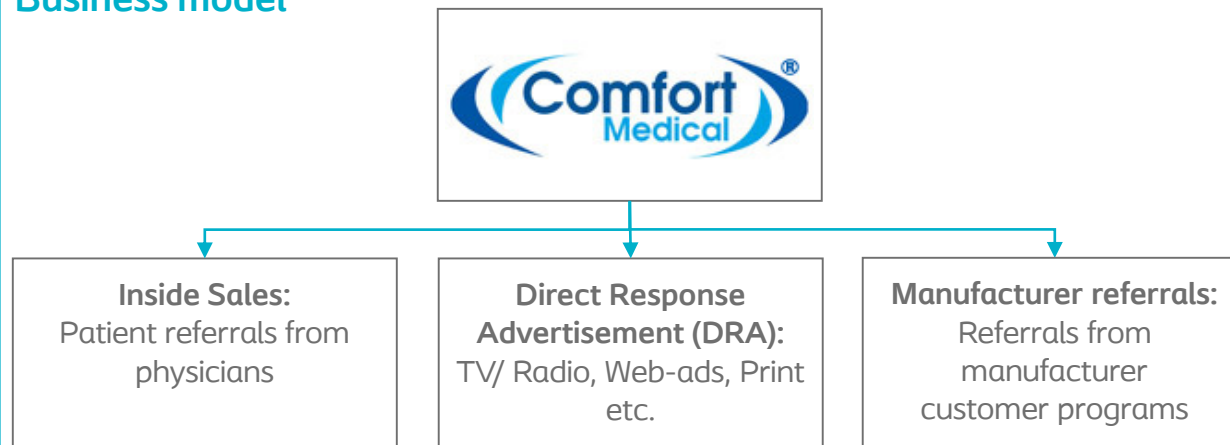 Business model
Comfort®
Medical
Inside Sales:
Patient referrals from
physicians
Direct Response
Advertisement (DRA):
TV/ Radio, Web-ads, Print
etc.
Manufacturer referrals:
Referrals from
manufacturer
customer programs